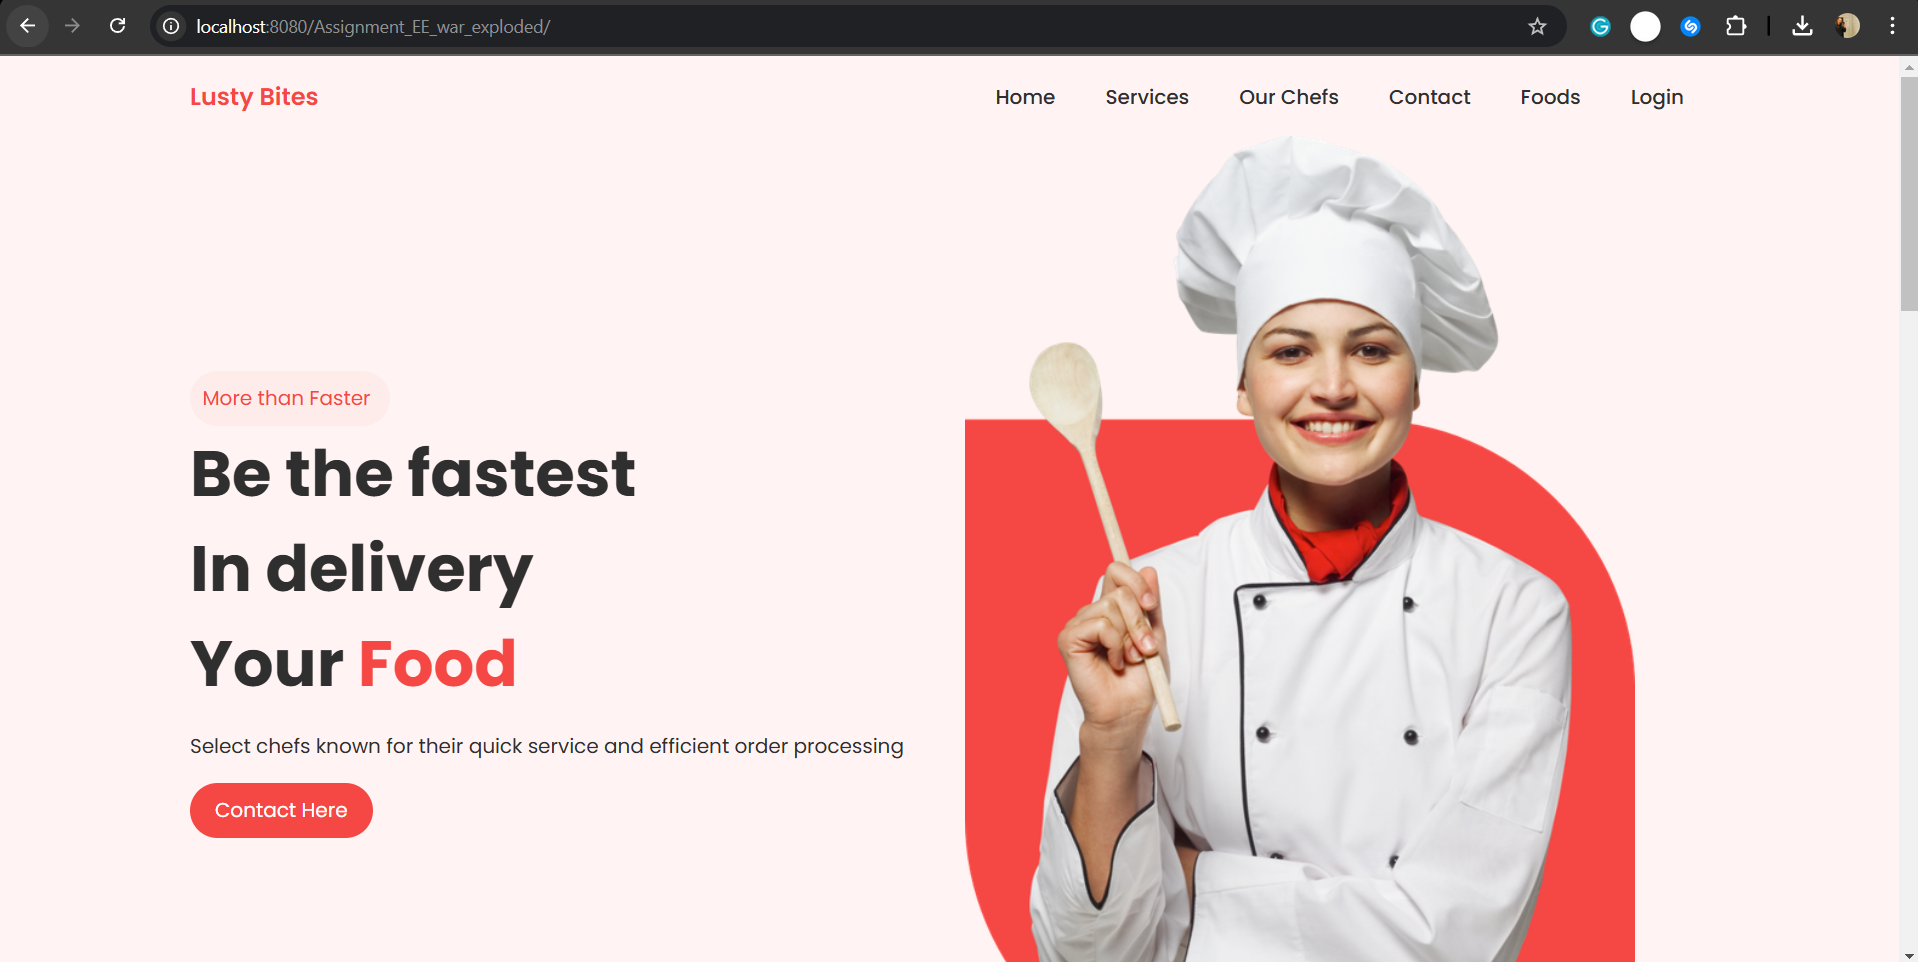 localhost:8080/Assignment_EE_war_exploded/
Lusty Bites
Home Services Our Chefs Contact Foods Login
More than Faster
Be the fastest
In delivery
Your Food
Select chefs known for their quick service and efficient order processing
Contact Here